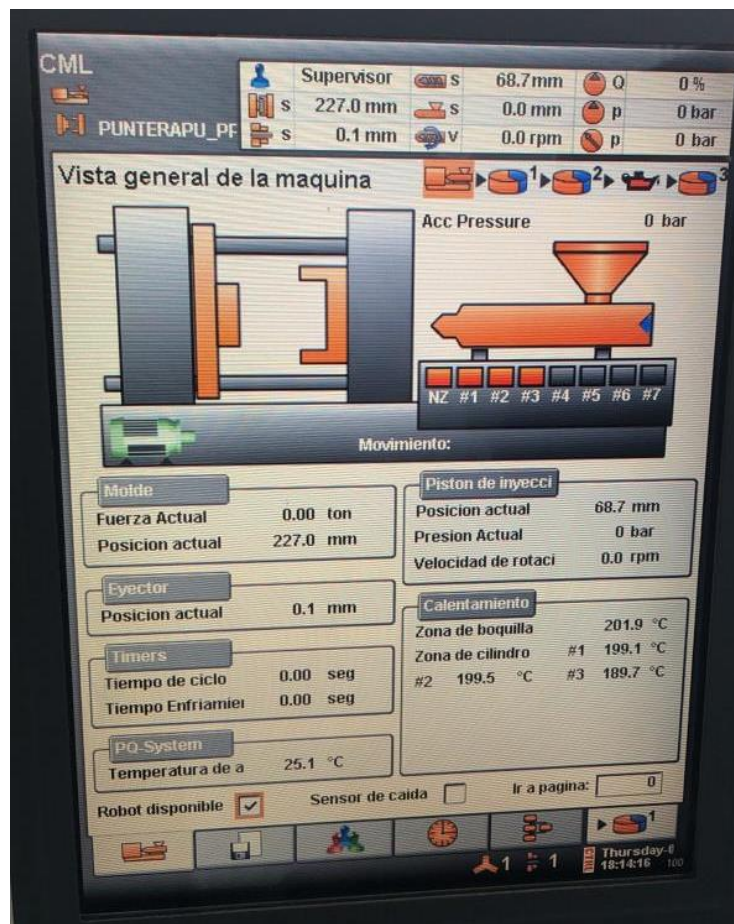 CML
Supervisor S 68.7 mm Q 0 %
S 227.0 mm S 0.0 mm p 0 bar
PUNTERAPU_PF S 0.1 mm V 0.0 rpm p 0 bar
Vista general de la maquina 1 2 3
Acc Pressure 0 bar
NZ #1 #2 #3 #4 #5 #6 #7
Movimiento:
Molde
Fuerza Actual 0.00 ton
Posicion actual 227.0 mm
Eyector
Posicion actual 0.1 mm
Timers
Tiempo de ciclo 0.00 seg
Tiempo Enfriamier 0.00 seg
PQ-System
Temperatura de a 25.1 °C
Piston de inyecci
Posicion actual 68.7 mm
Presion Actual 0 bar
Velocidad de rotaci 0.0 rpm
Calentamiento
Zona de boquilla 201.9 °C
Zona de cilindro #1 199.1 °C
#2 199.5 °C #3 189.7 °C
Robot disponible Sensor de caida Ir a pagina: 0
1
1 1 Thursday-
18:14:16 100